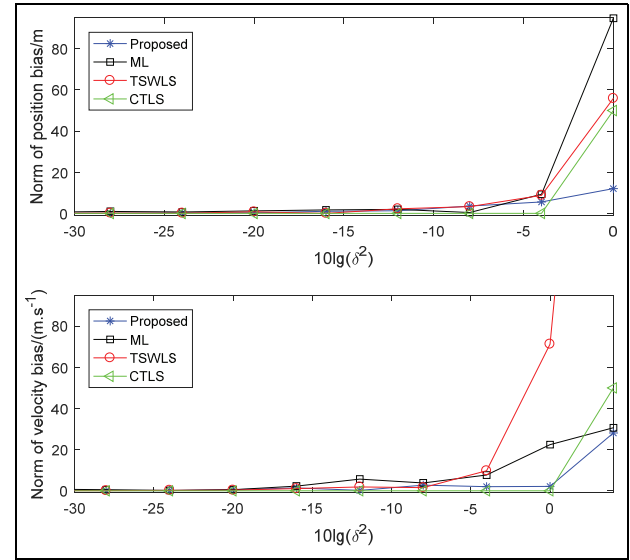 Norm of position bias/m
80
60
40
20
0
Proposed
ML
TSWLS
CTLS
-30 -25 -20 -15 -10 -5 0
10lg(δ²)
Norm of velocity bias/(m.s⁻¹)
80
60
40
20
0
Proposed
ML
TSWLS
CTLS
-30 -25 -20 -15 -10 -5 0
10lg(δ²)